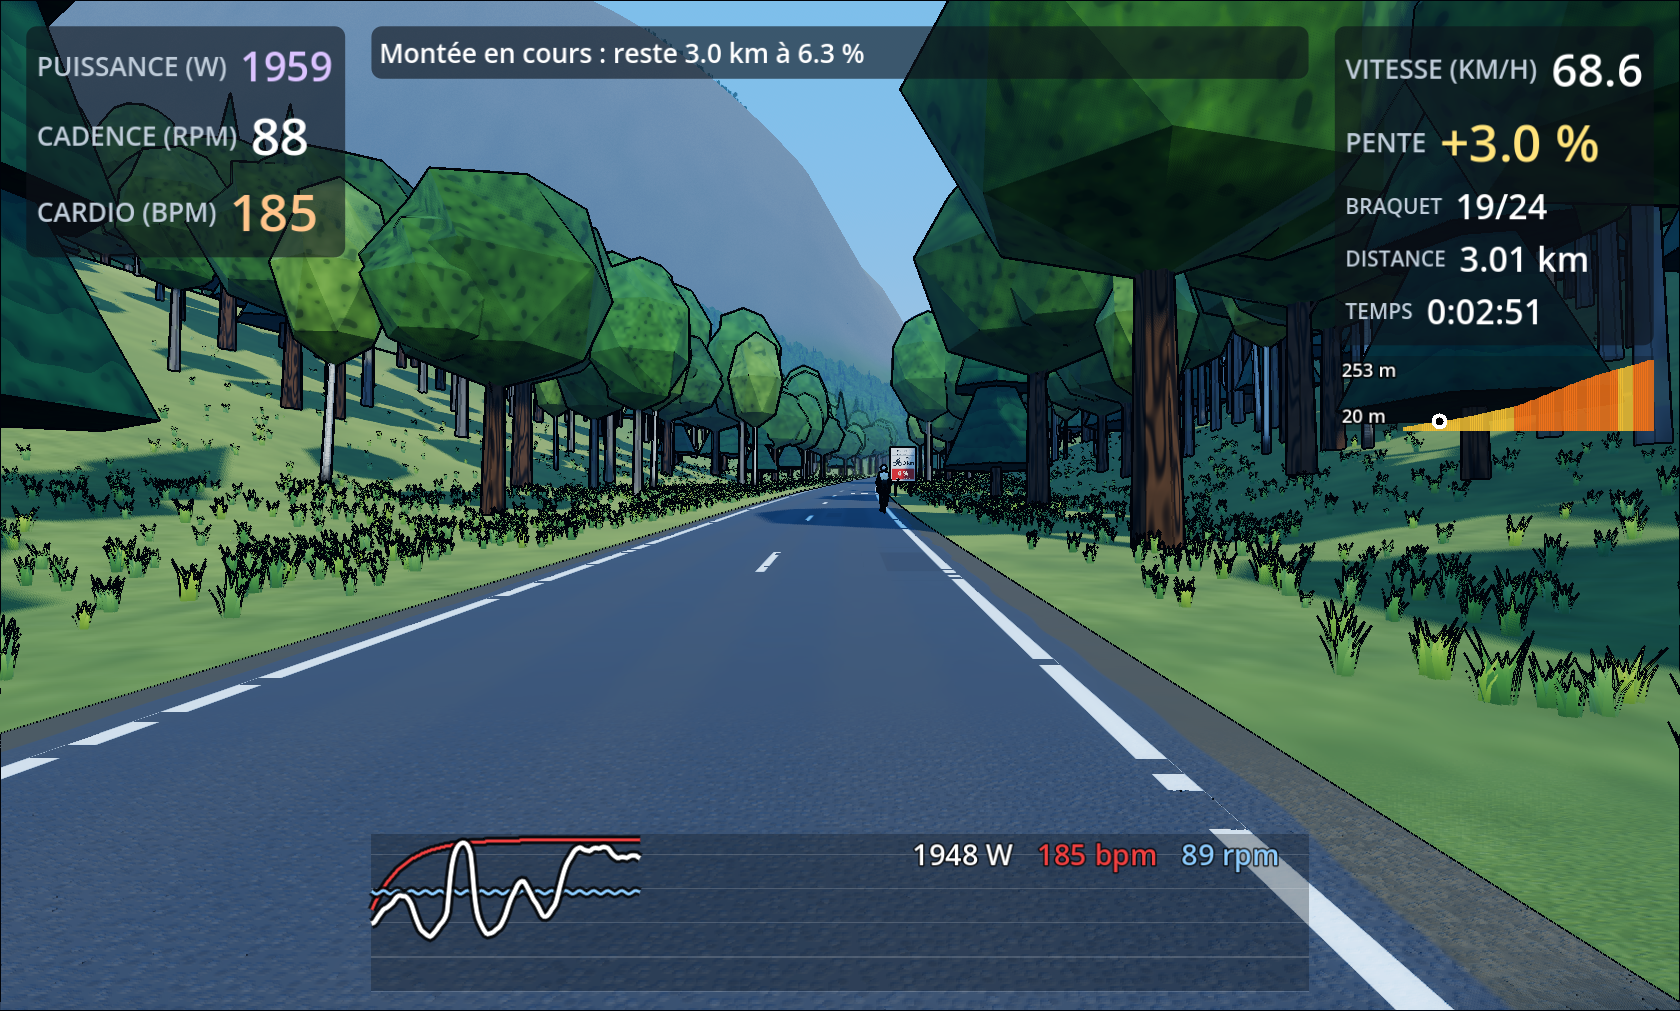 PUISSANCE (W) 1959
CADENCE (RPM) 88
CARDIO (BPM) 185
Montée en cours : reste 3.0 km à 6.3 %
VITESSE (KM/H) 68.6
PENTE +3.0 %
BRAQUET 19/24
DISTANCE 3.01 km
TEMPS 0:02:51
253 m
20 m
1948 W 185 bpm 89 rpm